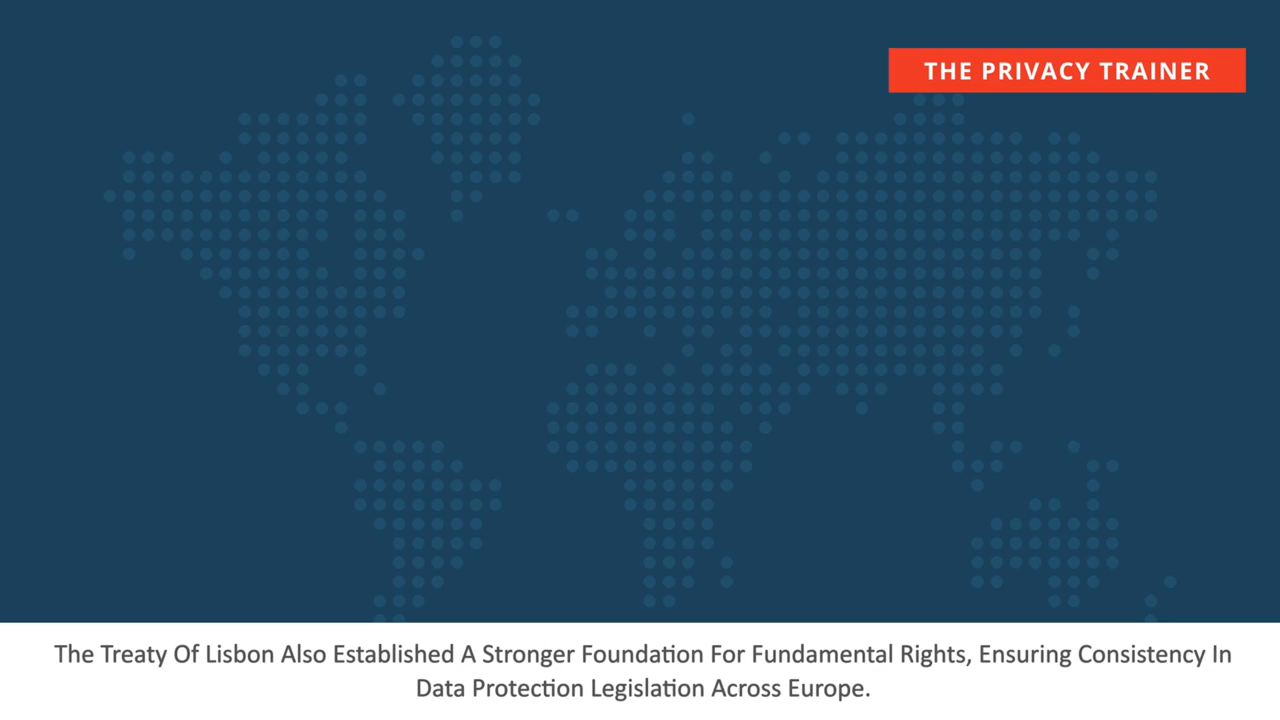 THE PRIVACY TRAINER
The Treaty Of Lisbon Also Established A Stronger Foundation For Fundamental Rights, Ensuring Consistency In
Data Protection Legislation Across Europe.